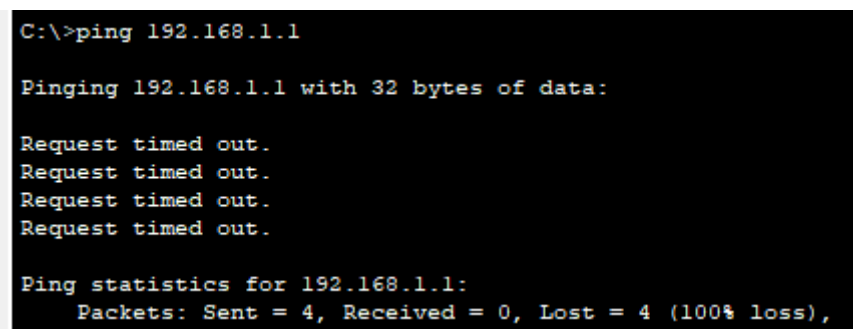 C:\>ping 192.168.1.1
Pinging 192.168.1.1 with 32 bytes of data:
Request timed out.
Request timed out.
Request timed out.
Request timed out.
Ping statistics for 192.168.1.1:
Packets: Sent = 4, Received = 0, Lost = 4 (100% loss),